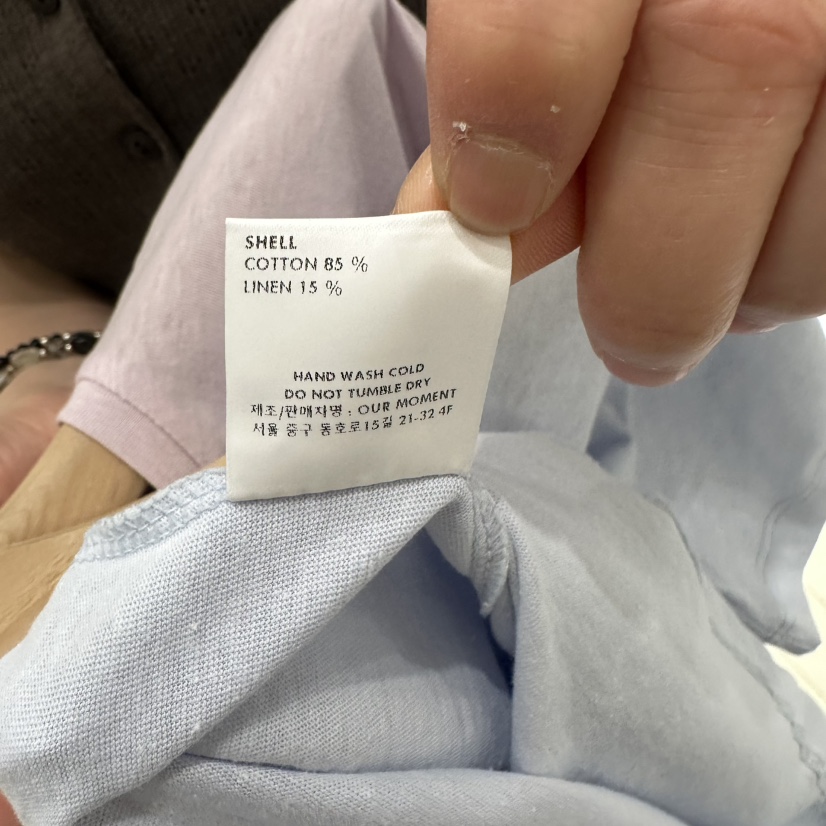 SHELL
COTTON 85 %
LINEN 15 %
HAND WASH COLD
DO NOT TUMBLE DRY
제조/판매자명 : OUR MOMENT
서울 중구 동호로15길 21-32 4F